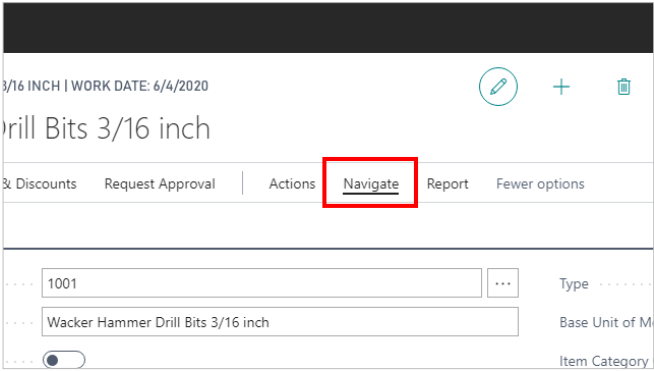 3/16 INCH | WORK DATE: 6/4/2020
Drill Bits 3/16 inch
& Discounts Request Approval Actions Navigate Report Fewer options
1001 ... Type
Wacker Hammer Drill Bits 3/16 inch Base Unit of M
Item Category